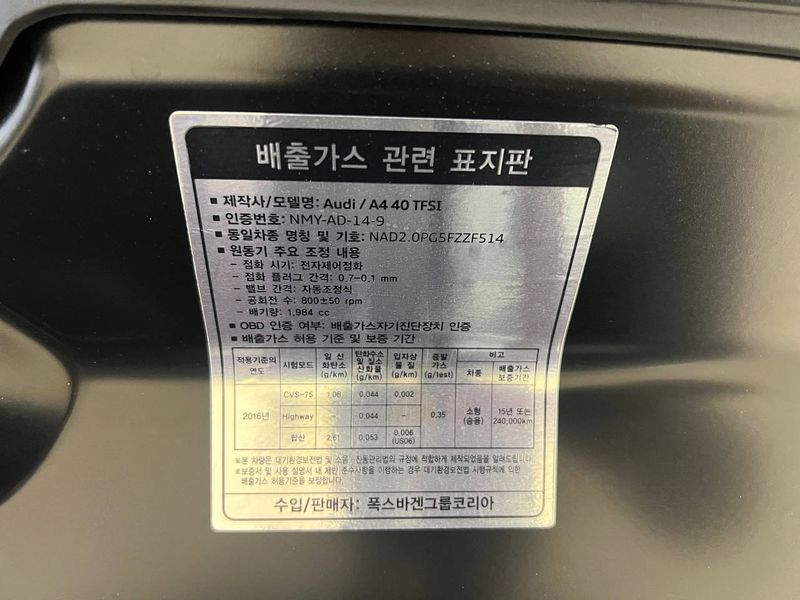 배출가스 관련 표지판
■ 제작사/모델명: Audi / A4 40 TFSI
■ 인증번호: NMY-AD-14-9
■ 동일차종 명칭 및 기호: NAD2.0PG5FZZF514
■ 원동기 주요 조정 내용
- 점화 시기: 전자제어점화
- 점화 플러그 간격: 0,7-0,1 mm
- 밸브 간격: 자동조정식
- 공회전 수: 800±50 rpm
- 배기량: 1,984 cc
■ OBD 인증 여부: 배출가스자기진단장치 인증
■ 배출가스 허용 기준 및 보증 기간
적용기준의 연도 시험모드 일 산화탄소 (g/km) 탄화수소 및 질소산화물 (g/km) 입자상 물 질 (g/km) 증발 가스 (g/test) 비고
차종 배출가스 보증기간
CVS-75 1,06 0,044 0,002
2016년 Highway - 0,044 - 0,35 소형 (승용) 15년 또는 240,000km
합산 2,61 0,053 0,006 (US06)
※본 차량은 대기환경보전법 및 소음·진동관리법의 규정에 적합하게 제작되었음을 알려드립니다.
※보증서 및 사용 설명서 내 제반 준수사항을 이행하는 경우 대기환경보전법 시행규칙에 의한
배출가스 허용기준을 보장합니다.
수입/판매자: 폭스바겐그룹코리아